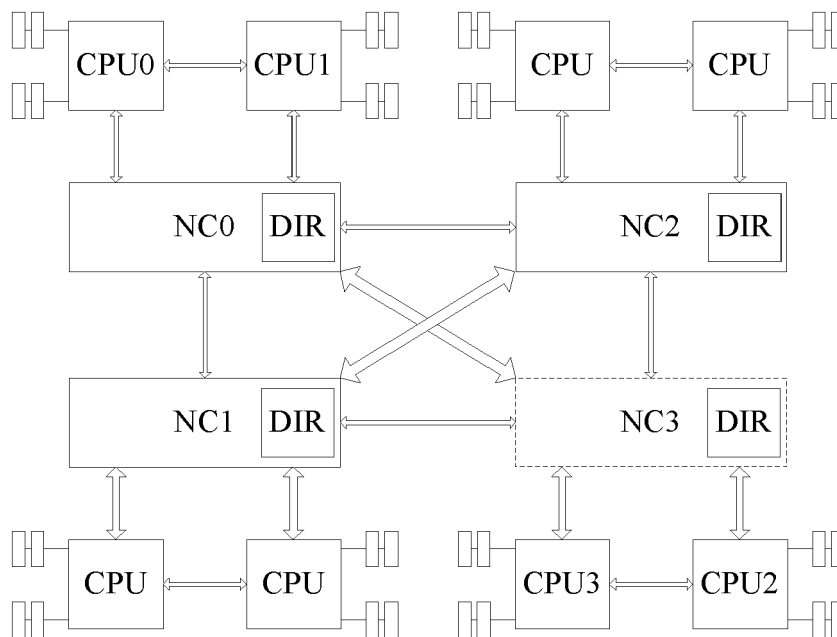 CPU0 CPU1 CPU CPU
NC0 DIR NC2 DIR
NC1 DIR NC3 DIR
CPU CPU CPU3 CPU2